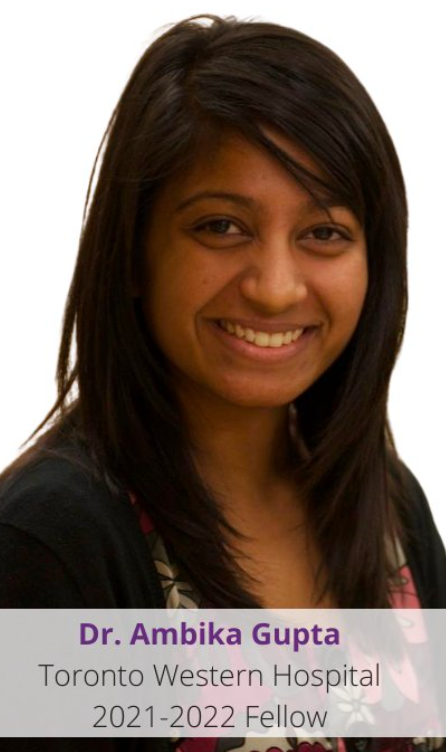 Dr. Ambika Gupta
Toronto Western Hospital
2021-2022 Fellow